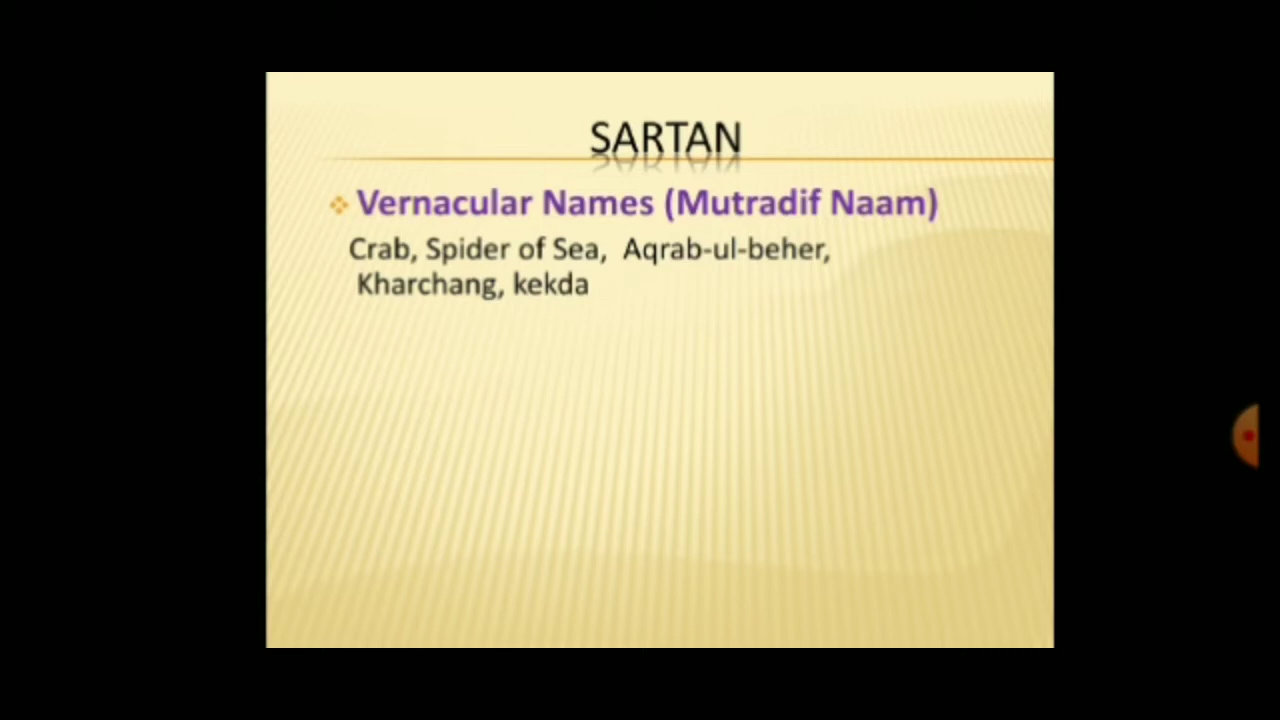 SARTAN
Vernacular Names (Mutradif Naam)
Crab, Spider of Sea, Aqrab-ul-beher,
Kharchang, kekda